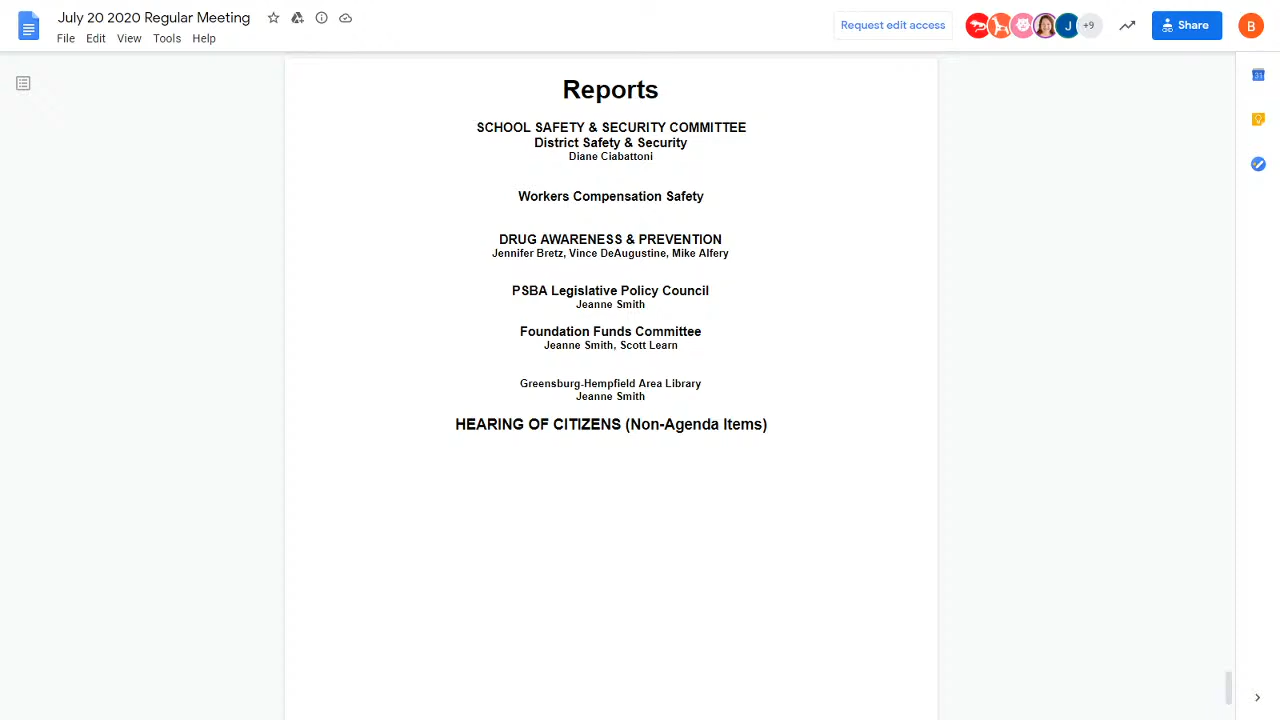 July 20 2020 Regular Meeting
File Edit View Tools Help
Request edit access
J
+9
Share
B
31
Reports
SCHOOL SAFETY & SECURITY COMMITTEE
District Safety & Security
Diane Ciabattoni
Workers Compensation Safety
DRUG AWARENESS & PREVENTION
Jennifer Bretz, Vince DeAugustine, Mike Alfery
PSBA Legislative Policy Council
Jeanne Smith
Foundation Funds Committee
Jeanne Smith, Scott Learn
Greensburg-Hempfield Area Library
Jeanne Smith
HEARING OF CITIZENS (Non-Agenda Items)